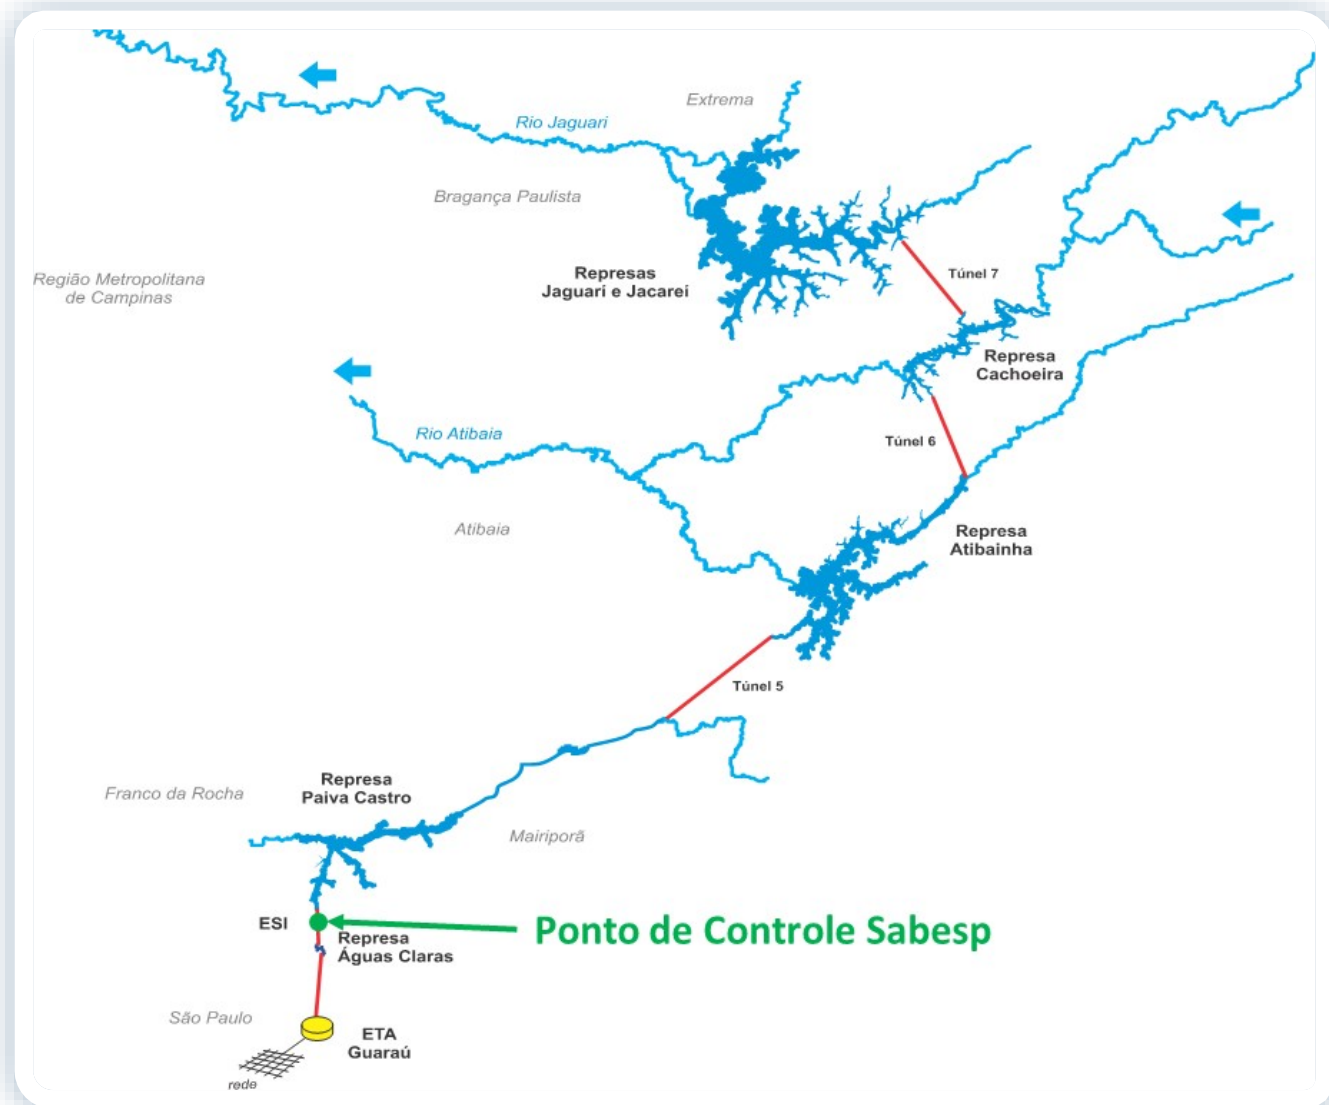 Extrema
Rio Jaguari
Bragança Paulista
Região Metropolitana
de Campinas
Represas
Jaguari e Jacareí
Túnel 7
Represa
Cachoeira
Rio Atibaia
Túnel 6
Atibaia
Represa
Atibainha
Túnel 5
Represa
Paiva Castro
Franco da Rocha
Mairiporã
ESI
Ponto de Controle Sabesp
Represa
Águas Claras
São Paulo
ETA
Guaraú
rede